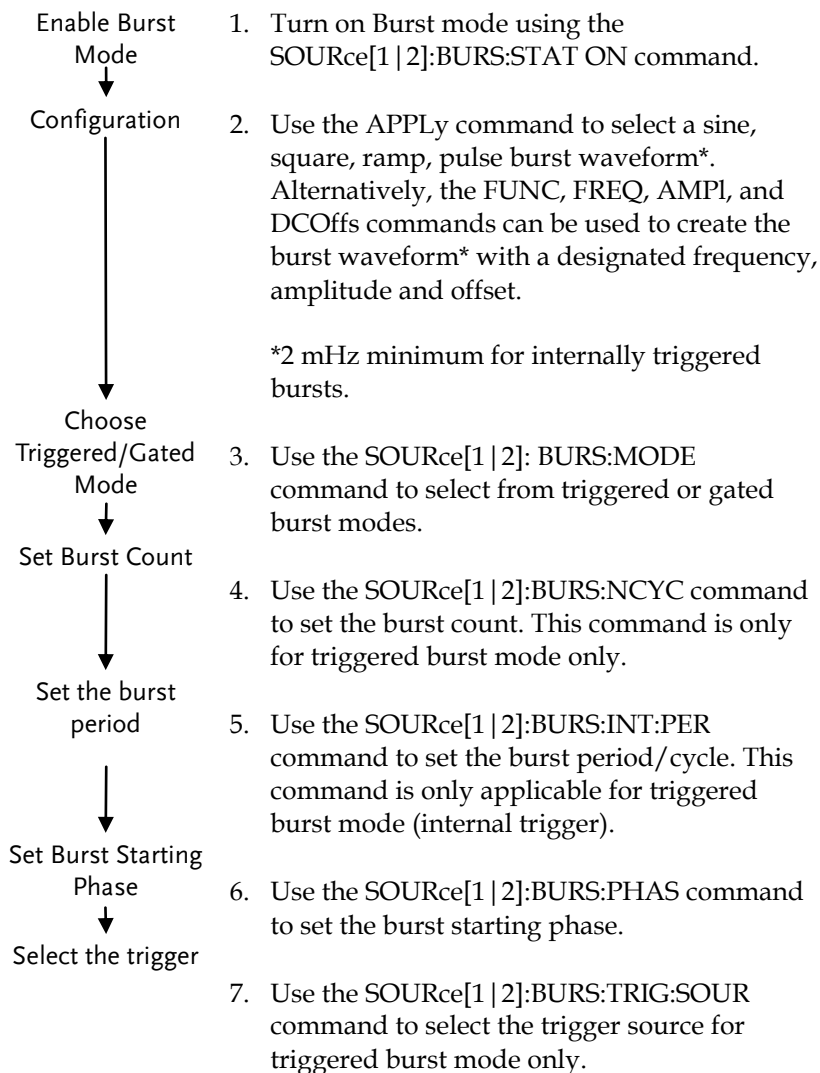 Enable Burst
Mode
1. Turn on Burst mode using the
SOURce[1|2]:BURS:STAT ON command.
Configuration
2. Use the APPLy command to select a sine,
square, ramp, pulse burst waveform*.
Alternatively, the FUNC, FREQ, AMPl, and
DCOffs commands can be used to create the
burst waveform* with a designated frequency,
amplitude and offset.
*2 mHz minimum for internally triggered
bursts.
Choose
Triggered/Gated
Mode
3. Use the SOURce[1|2]: BURS:MODE
command to select from triggered or gated
burst modes.
Set Burst Count
4. Use the SOURce[1|2]:BURS:NCYC command
to set the burst count. This command is only
for triggered burst mode only.
Set the burst
period
5. Use the SOURce[1|2]:BURS:INT:PER
command to set the burst period/cycle. This
command is only applicable for triggered
burst mode (internal trigger).
Set Burst Starting
Phase
6. Use the SOURce[1|2]:BURS:PHAS command
to set the burst starting phase.
Select the trigger
7. Use the SOURce[1|2]:BURS:TRIG:SOUR
command to select the trigger source for
triggered burst mode only.